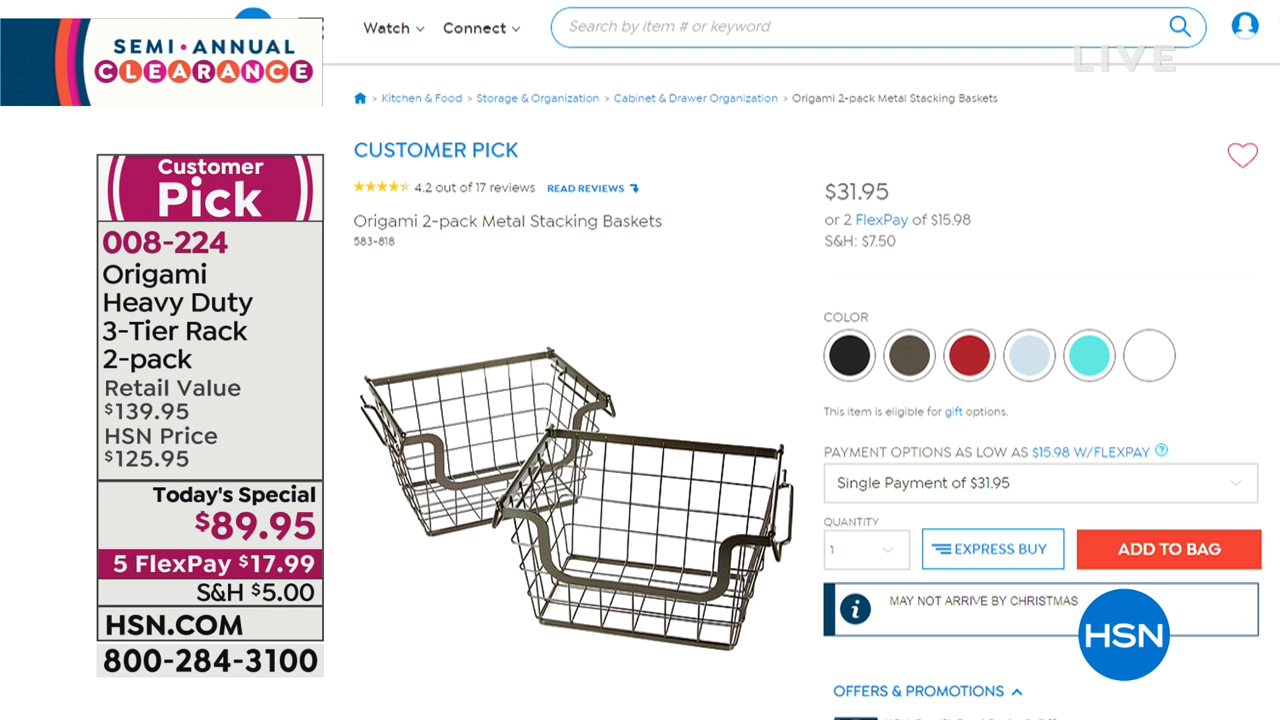 SEMI•ANNUAL
CLEARANCE
Customer
Pick
008-224
Origami
Heavy Duty
3-Tier Rack
2-pack
Retail Value
$139.95
HSN Price
$125.95
Today's Special
$89.95
5 FlexPay $17.99
S&H $5.00
HSN.COM
800-284-3100
Watch
Connect
Search by item # or keyword
LIVE
> Kitchen & Food > Storage & Organization > Cabinet & Drawer Organization > Origami 2-pack Metal Stacking Baskets
CUSTOMER PICK
4.2 out of 17 reviews READ REVIEWS
Origami 2-pack Metal Stacking Baskets
583-818
$31.95
or 2 FlexPay of $15.98
S&H: $7.50
COLOR
This item is eligible for gift options.
PAYMENT OPTIONS AS LOW AS $15.98 W/FLEXPAY ?
Single Payment of $31.95
QUANTITY
1
EXPRESS BUY
ADD TO BAG
i MAY NOT ARRIVE BY CHRISTMAS
HSN
OFFERS & PROMOTIONS